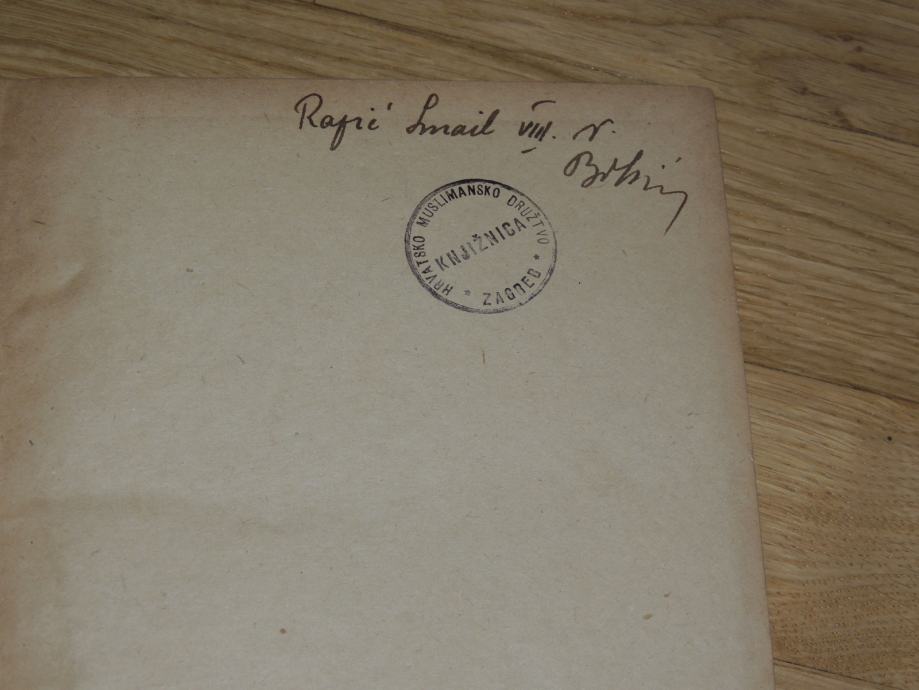 Rapić Smail VIII. r.
HRVATSKO MUSLIMANSKO DRUŽTVO
KNJIŽNICA
* ZAGREB *